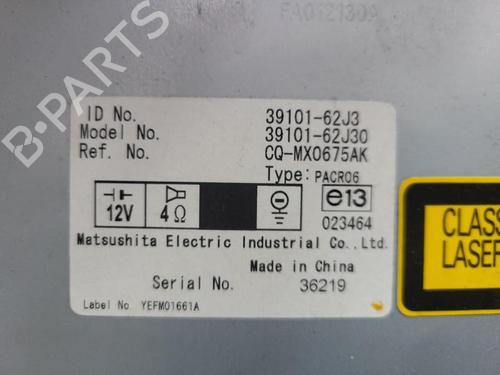 FA012130A
ID No. 39101-62J3
Model No. 39101-62J30
Ref. No. CQ-MX0675AK
Type: PACR06
12V 4Ω e13
023464
Matsushita Electric Industrial Co., Ltd.
Made in China
Serial No. 36219
Label No. YEFM01661A
CLASS
LASER
B-PARTS